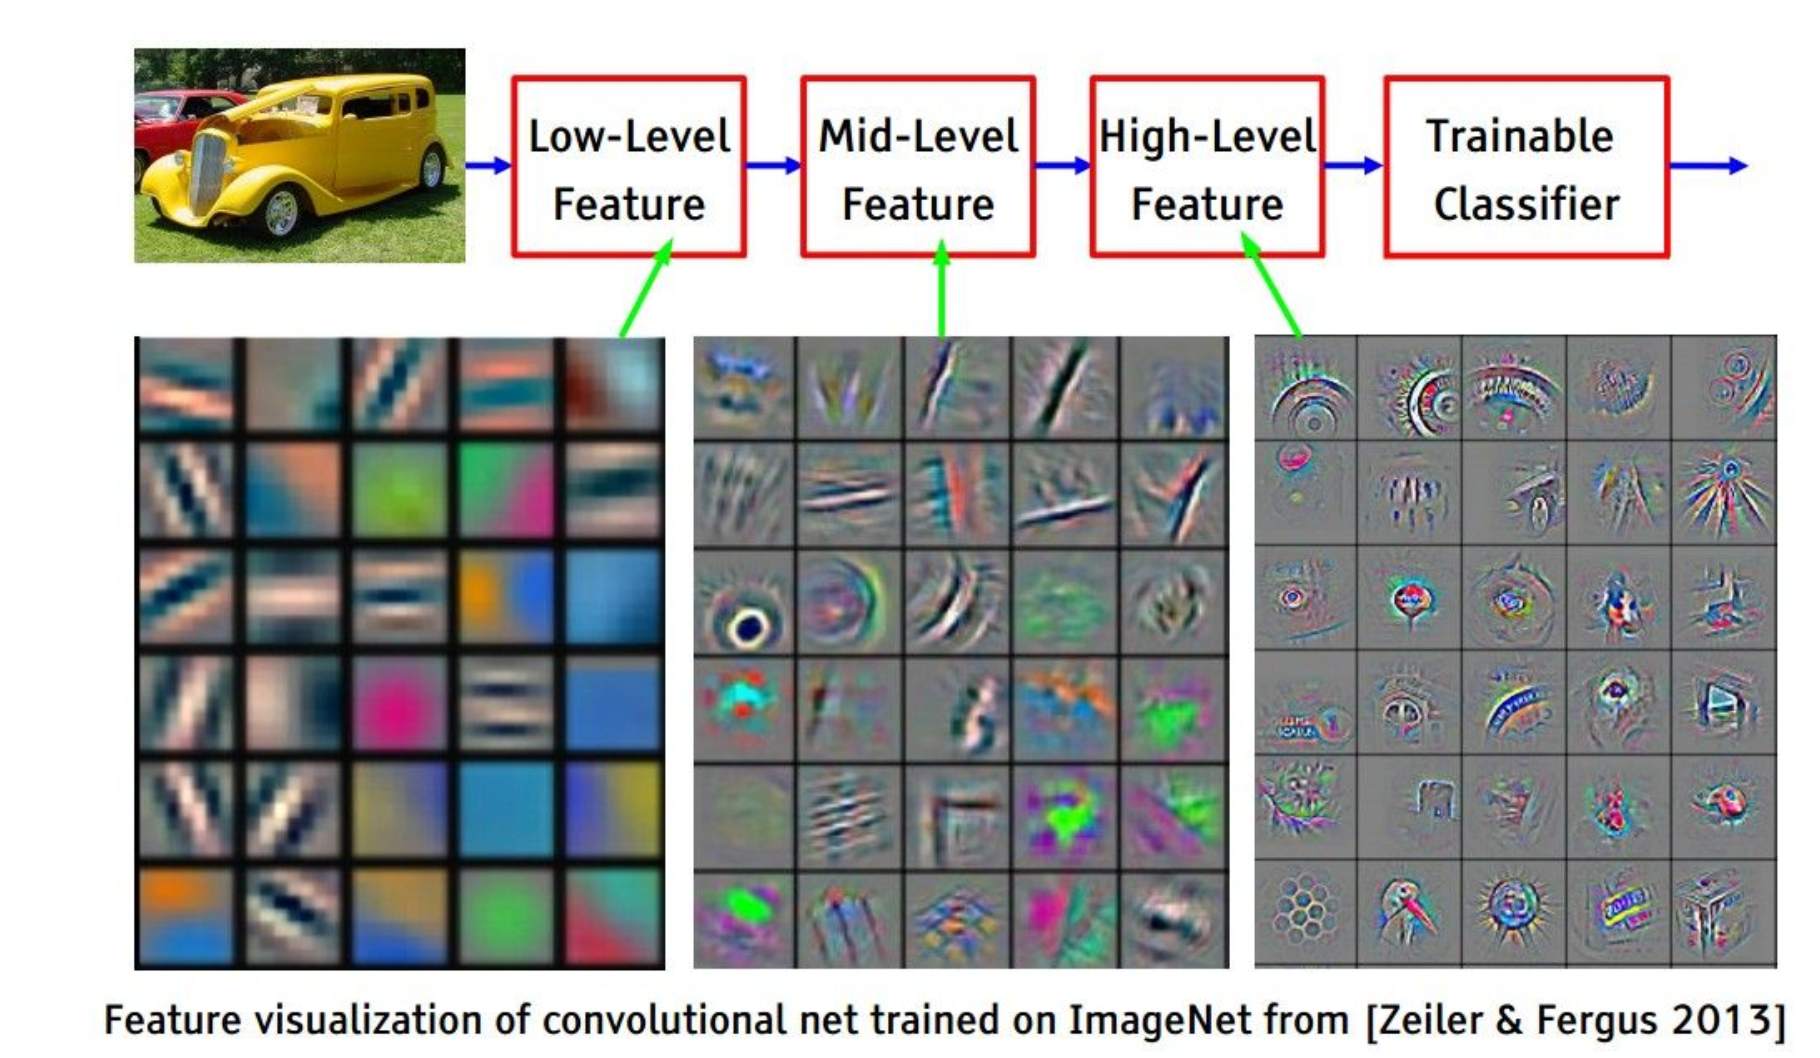 Low-Level
Feature
Mid-Level
Feature
High-Level
Feature
Trainable
Classifier
Feature visualization of convolutional net trained on ImageNet from [Zeiler & Fergus 2013]